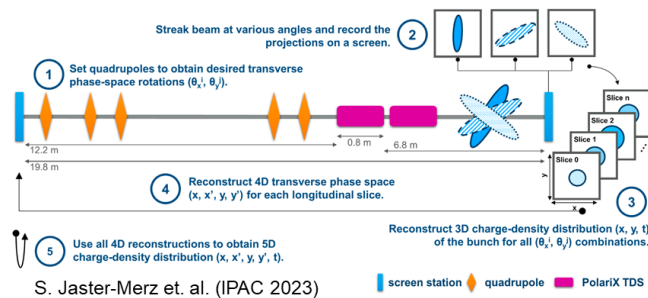 Streak beam at various angles and record the
projections on a screen.
2
1
Set quadrupoles to obtain desired transverse
phase-space rotations (θxⁱ, θyⁱ).
Slice n
Slice 2
Slice 1
Slice 0
y
x
12.2 m
0.8 m
6.8 m
19.8 m
4
Reconstruct 4D transverse phase space
(x, x', y, y') for each longitudinal slice.
3
Reconstruct 3D charge-density distribution (x, y, t)
of the bunch for all (θxⁱ, θyⁱ) combinations.
5
Use all 4D reconstructions to obtain 5D
charge-density distribution (x, x', y, y', t).
S. Jaster-Merz et. al. (IPAC 2023)
screen station
quadrupole
PolariX TDS